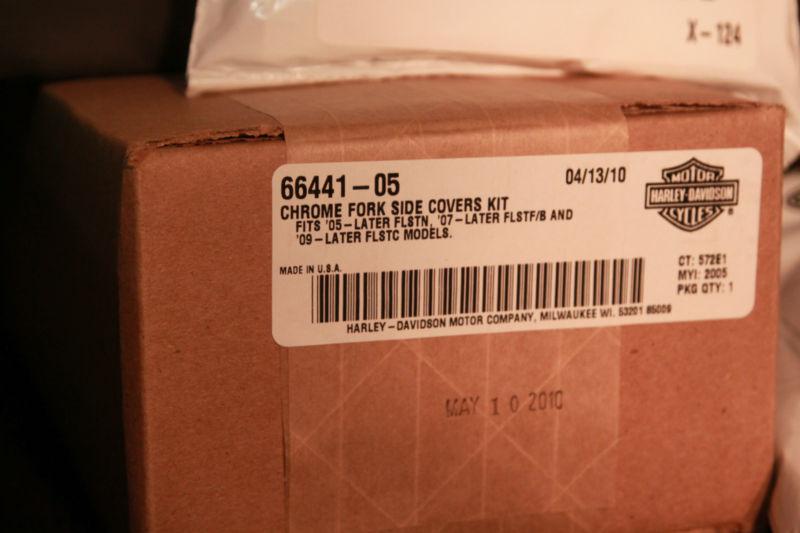 X-124
66441-05
04/13/10
CHROME FORK SIDE COVERS KIT
FITS '05-LATER FLSTN, '07-LATER FLSTF/B AND
'09-LATER FLSTC MODELS.
MOTOR
HARLEY-DAVIDSON
CYCLES
®
MADE IN U.S.A.
CT: 572E1
MYI: 2005
PKG QTY: 1
HARLEY-DAVIDSON MOTOR COMPANY, MILWAUKEE WI. 53201 85009
MAY 10 2010